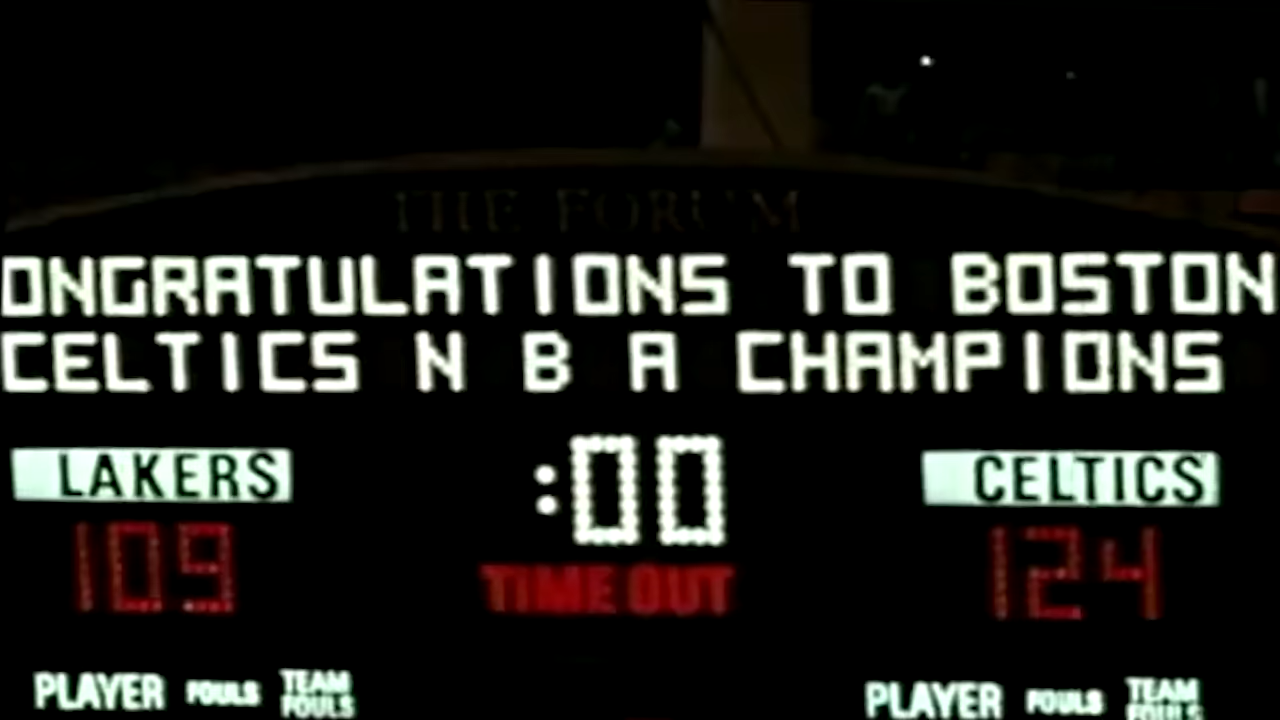 THE FORUM
ONGRATULATIONS TO BOSTON
CELTICS N B A CHAMPIONS
LAKERS :00 CELTICS
109 TIME OUT 124
PLAYER FOULS TEAM FOULS PLAYER FOULS TEAM FOULS